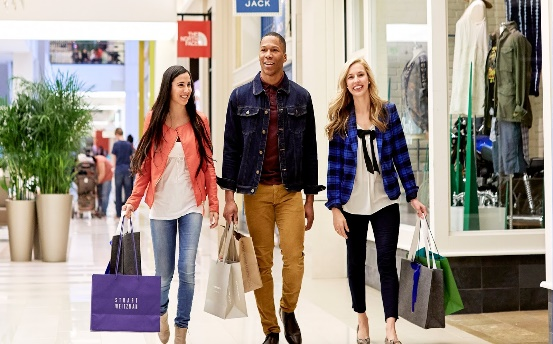 JACK
THE
NORTH
FACE
STUART
WEITZMAN